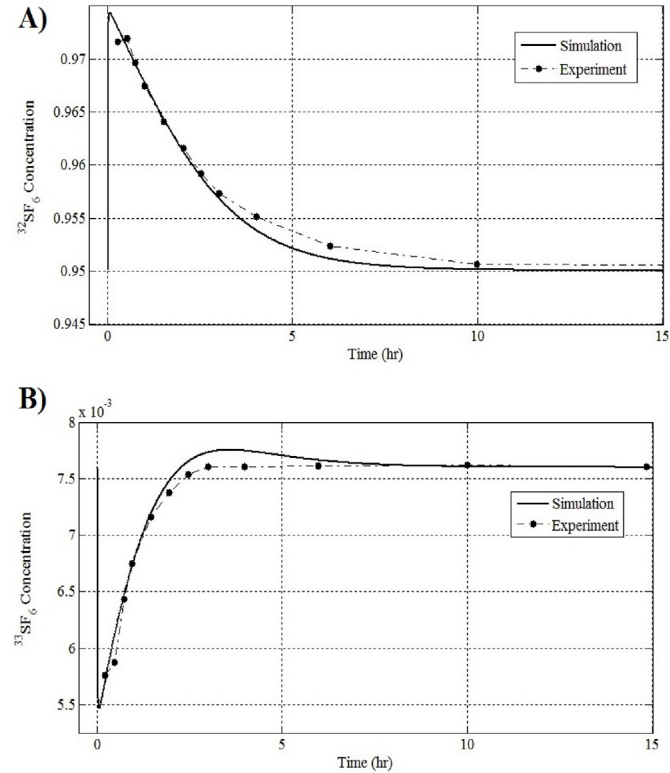 A)
0.97
0.965
0.96
0.955
0.95
0.945
³²SF₆ Concentration
Simulation
Experiment
0
5
10
15
Time (hr)
B)
x 10⁻³
8
7.5
7
6.5
6
5.5
³³SF₆ Concentration
Simulation
Experiment
0
5
10
15
Time (hr)